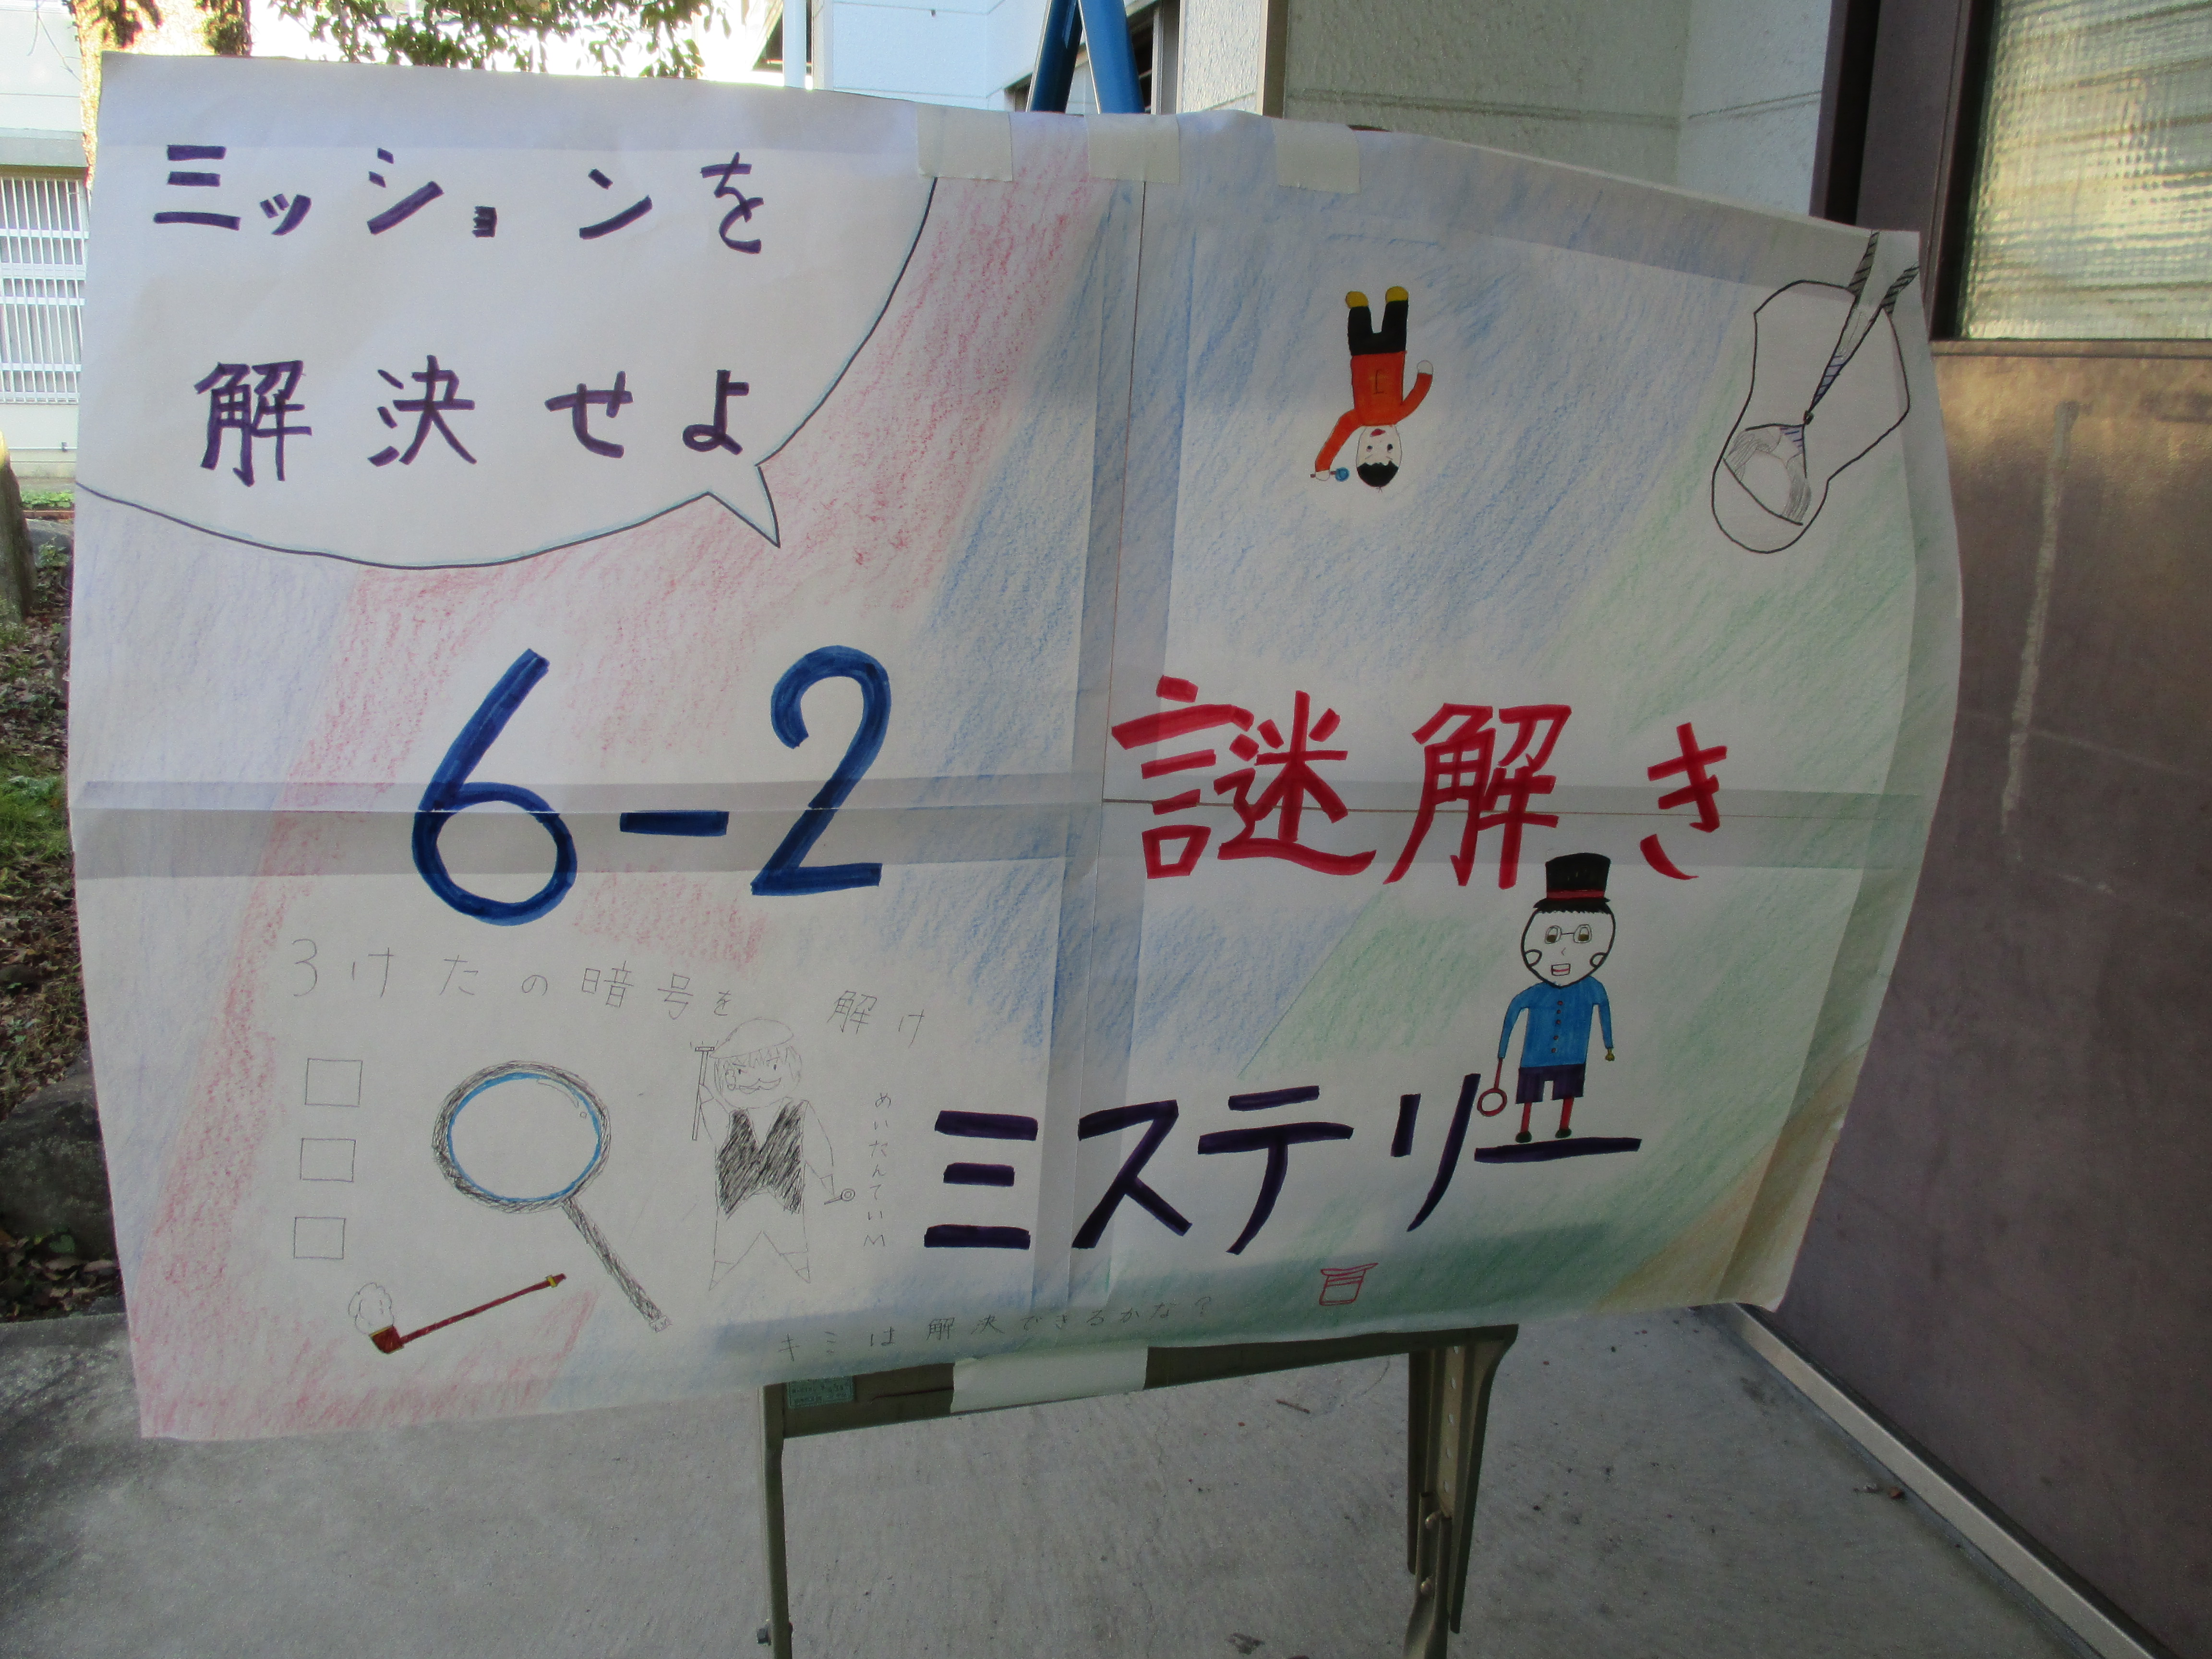 ミッションを
解決せよ
6-2 謎解き
3けたの暗号を 解け
めいたんていM
ミステリー
キミは解決できるかな?